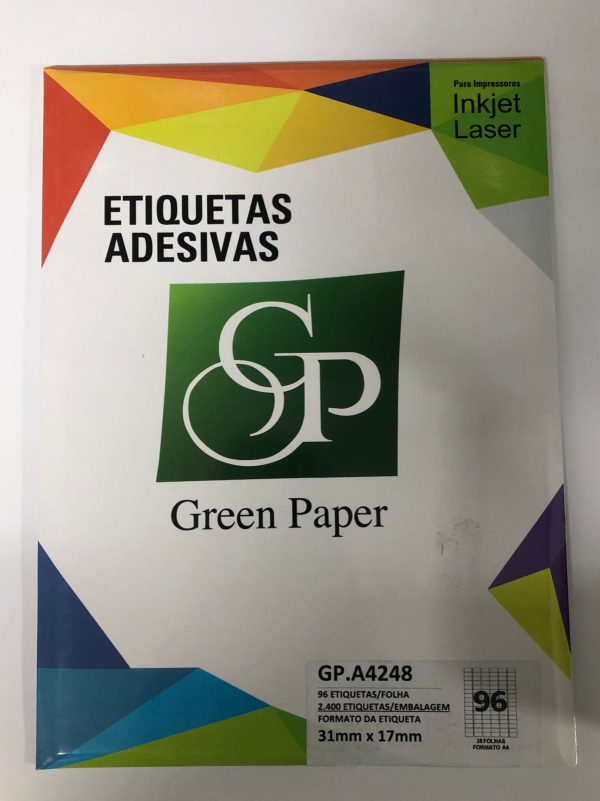 Para Impressoras
Inkjet
Laser
ETIQUETAS
ADESIVAS
GP
Green Paper
GP.A4248
96 ETIQUETAS/FOLHA
2.400 ETIQUETAS/EMBALAGEM
FORMATO DA ETIQUETA
31mm x 17mm
96
25 FOLHAS
FORMATO A4